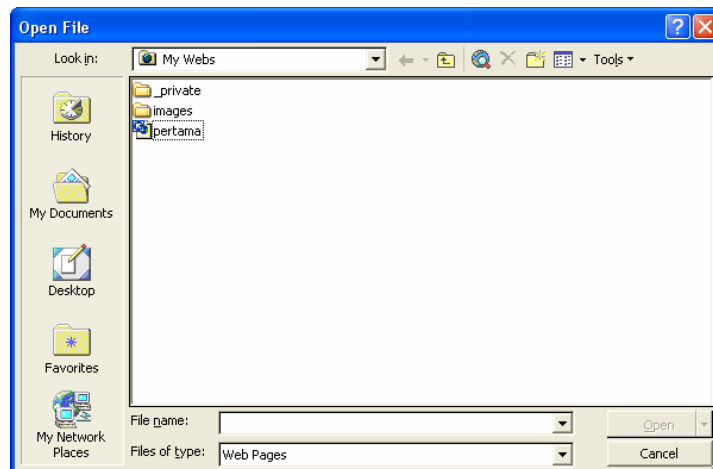 Open File
Look in:
My Webs
Tools
_private
images
pertama
History
My Documents
Desktop
Favorites
My Network
Places
File name:
Open
Files of type:
Web Pages
Cancel